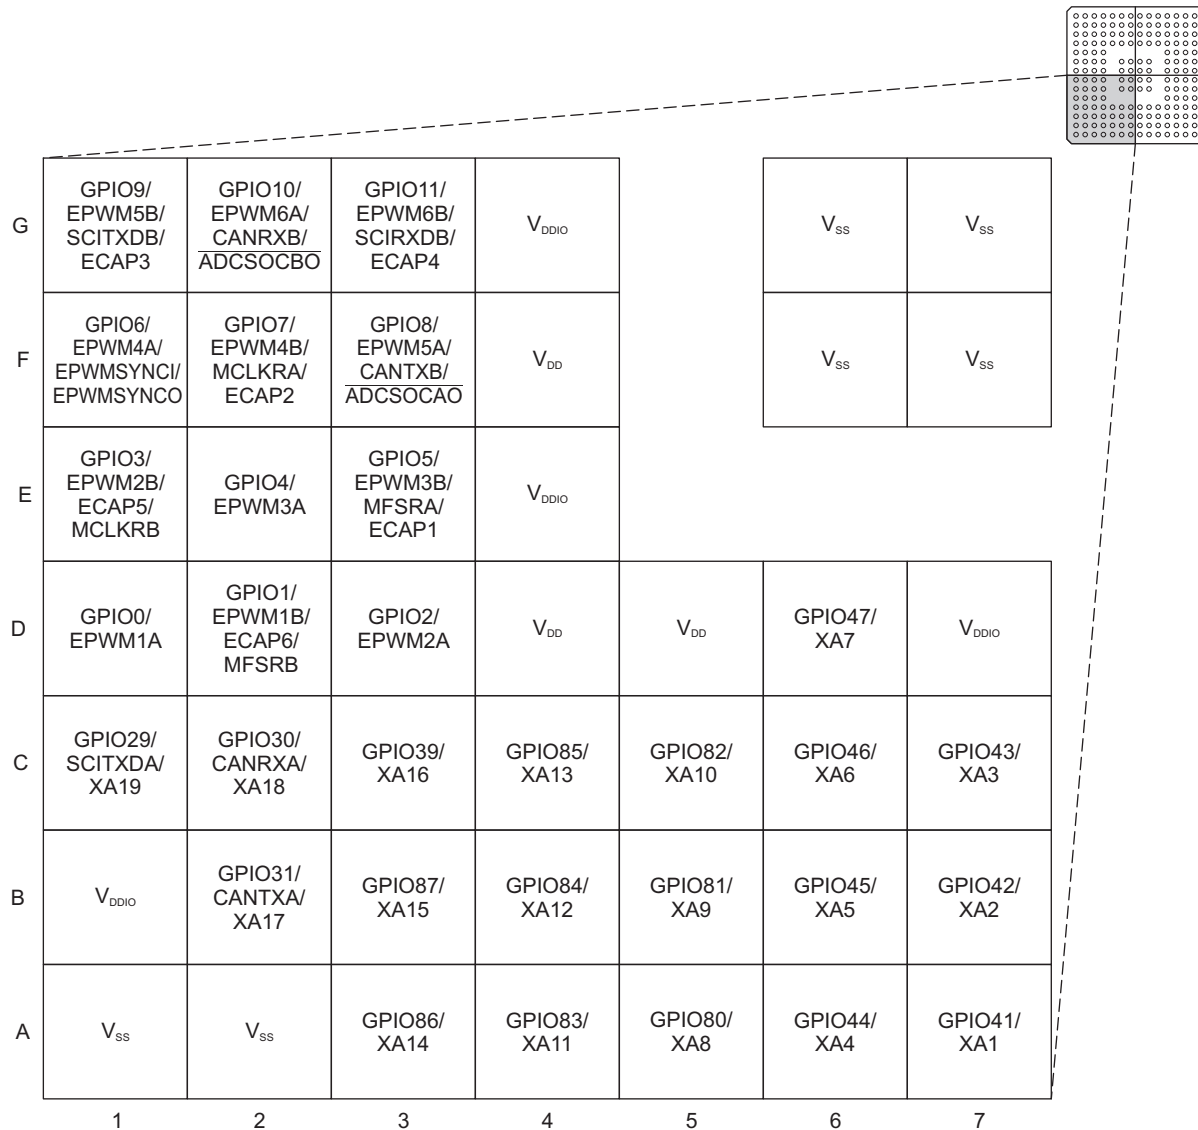 G
GPIO9/
EPWM5B/
SCITXDB/
ECAP3
GPIO10/
EPWM6A/
CANRXB/
ADCSOCBO
GPIO11/
EPWM6B/
SCIRXDB/
ECAP4
VDDIO
VSS
VSS
F
GPIO6/
EPWM4A/
EPWMSYNCI/
EPWMSYNCO
GPIO7/
EPWM4B/
MCLKRA/
ECAP2
GPIO8/
EPWM5A/
CANTXB/
ADCSOCAO
VDD
VSS
VSS
E
GPIO3/
EPWM2B/
ECAP5/
MCLKRB
GPIO4/
EPWM3A
GPIO5/
EPWM3B/
MFSRA/
ECAP1
VDDIO
D
GPIO0/
EPWM1A
GPIO1/
EPWM1B/
ECAP6/
MFSRB
GPIO2/
EPWM2A
VDD
VDD
GPIO47/
XA7
VDDIO
C
GPIO29/
SCITXDA/
XA19
GPIO30/
CANRXA/
XA18
GPIO39/
XA16
GPIO85/
XA13
GPIO82/
XA10
GPIO46/
XA6
GPIO43/
XA3
B
VDDIO
GPIO31/
CANTXA/
XA17
GPIO87/
XA15
GPIO84/
XA12
GPIO81/
XA9
GPIO45/
XA5
GPIO42/
XA2
A
VSS
VSS
GPIO86/
XA14
GPIO83/
XA11
GPIO80/
XA8
GPIO44/
XA4
GPIO41/
XA1
1 2 3 4 5 6 7